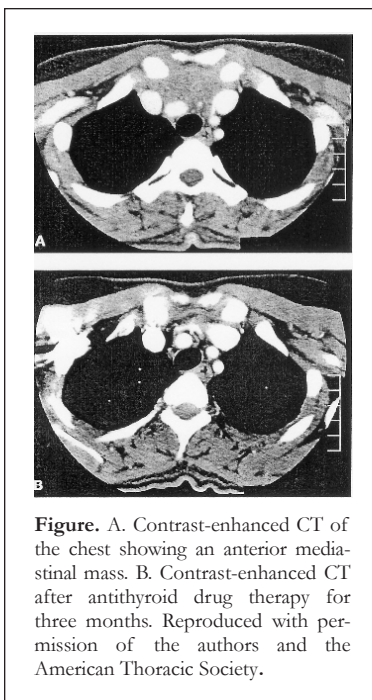 A
B
Figure. A. Contrast-enhanced CT of
the chest showing an anterior media-
stinal mass. B. Contrast-enhanced CT
after antithyroid drug therapy for
three months. Reproduced with per-
mission of the authors and the
American Thoracic Society.